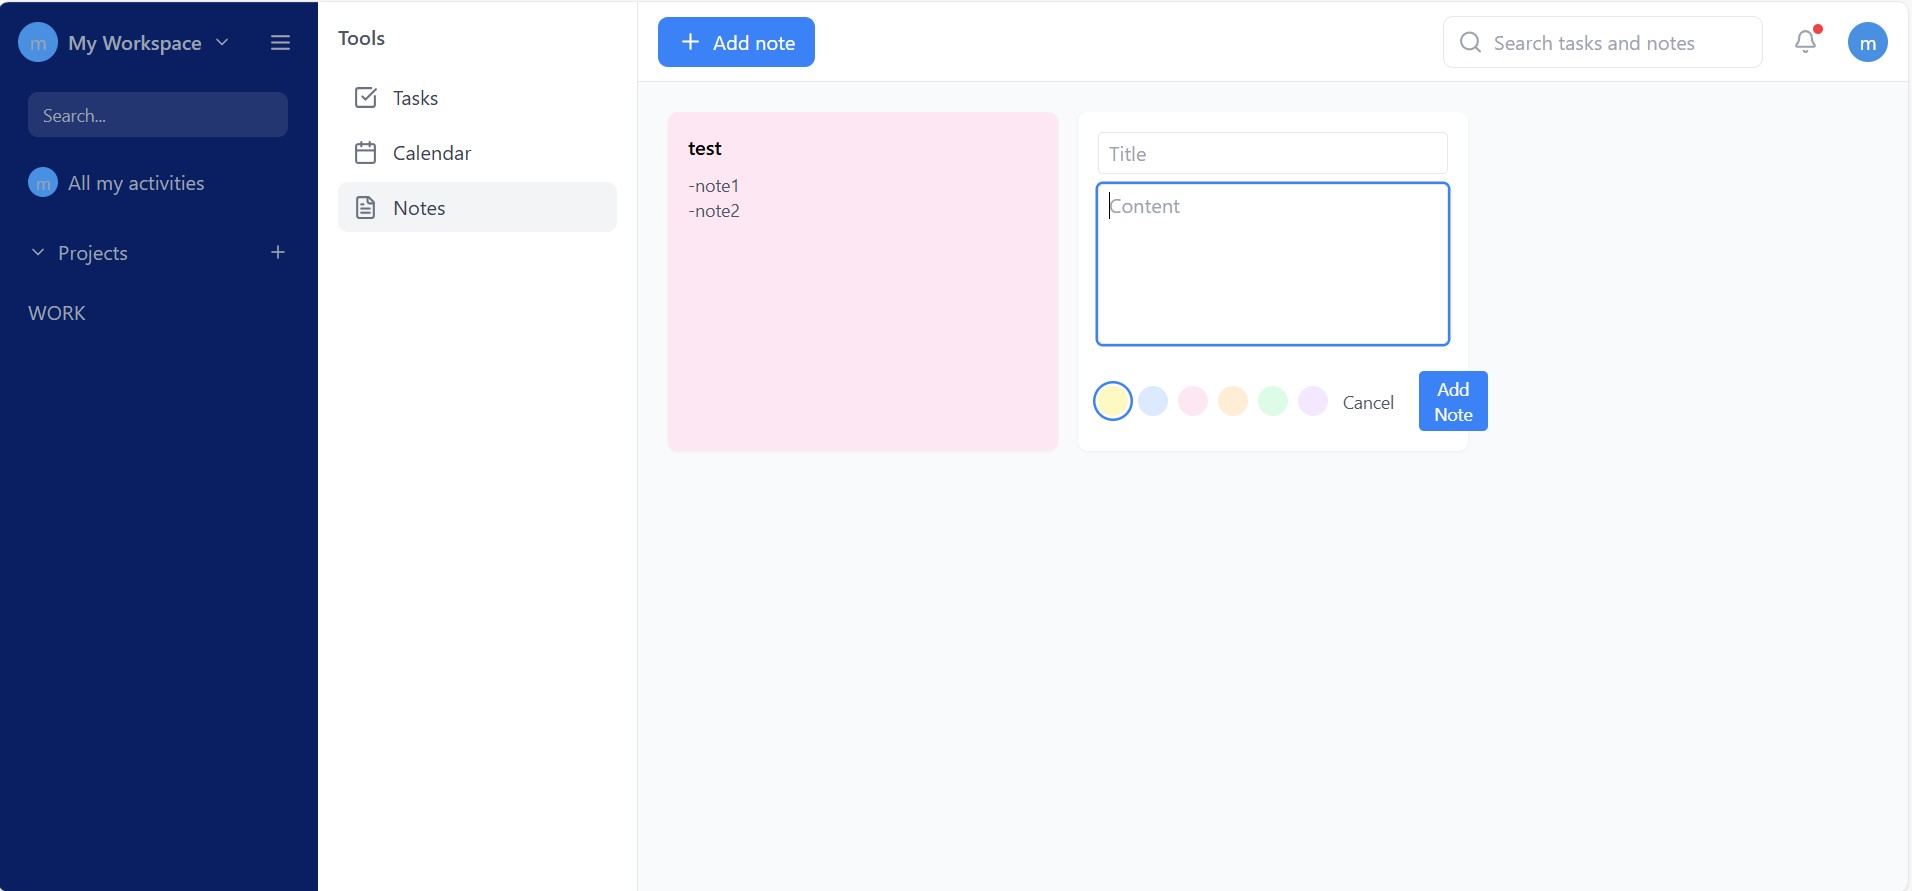 m My Workspace
Search...
m All my activities
Projects
WORK
Tools
Tasks
Calendar
Notes
Add note
Search tasks and notes
m
test
-note1
-note2
Title
Content
Cancel
Add
Note